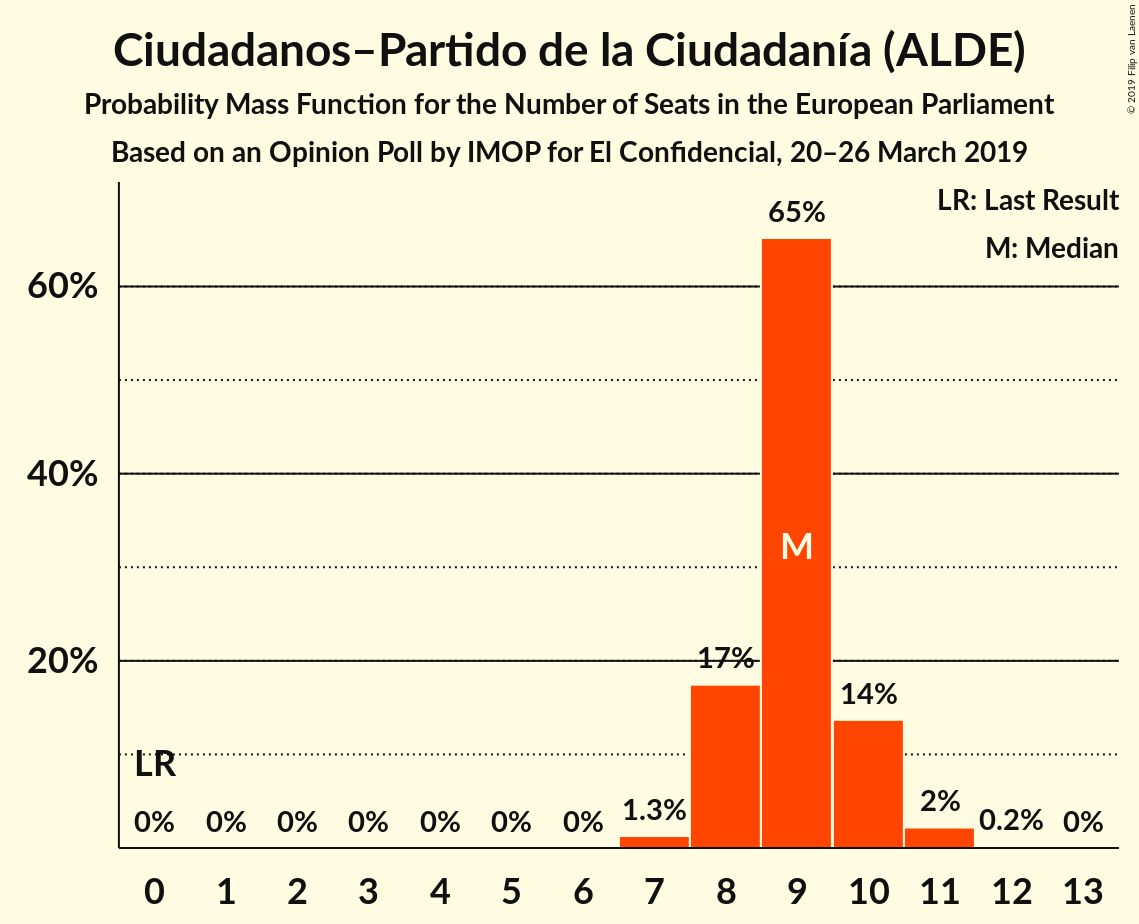 Ciudadanos–Partido de la Ciudadanía (ALDE)
Probability Mass Function for the Number of Seats in the European Parliament
Based on an Opinion Poll by IMOP for El Confidencial, 20–26 March 2019
© 2019 Filip van Laenen
LR: Last Result
M: Median
65%
60%
40%
M
20%
17%
14%
LR
0% 0% 0% 0% 0% 0% 0% 1.3% 2% 0.2% 0%
0 1 2 3 4 5 6 7 8 9 10 11 12 13